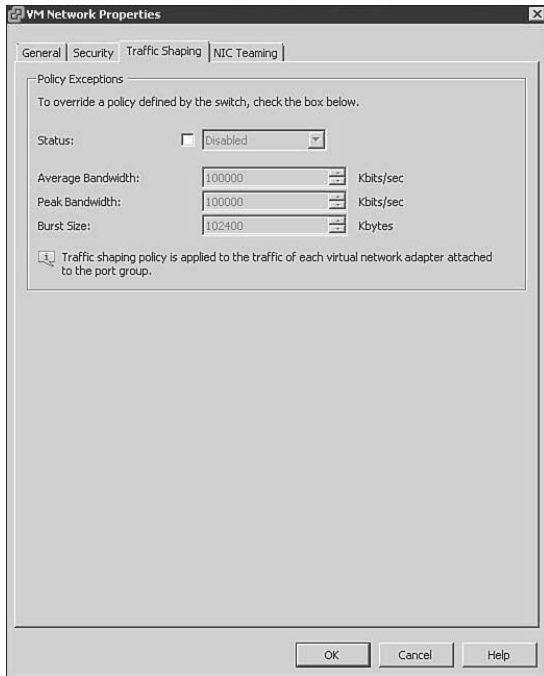 VM Network Properties
General Security Traffic Shaping NIC Teaming
Policy Exceptions
To override a policy defined by the switch, check the box below.
Status: Disabled
Average Bandwidth: 100000 Kbits/sec
Peak Bandwidth: 100000 Kbits/sec
Burst Size: 102400 Kbytes
Traffic shaping policy is applied to the traffic of each virtual network adapter attached
to the port group.
OK Cancel Help